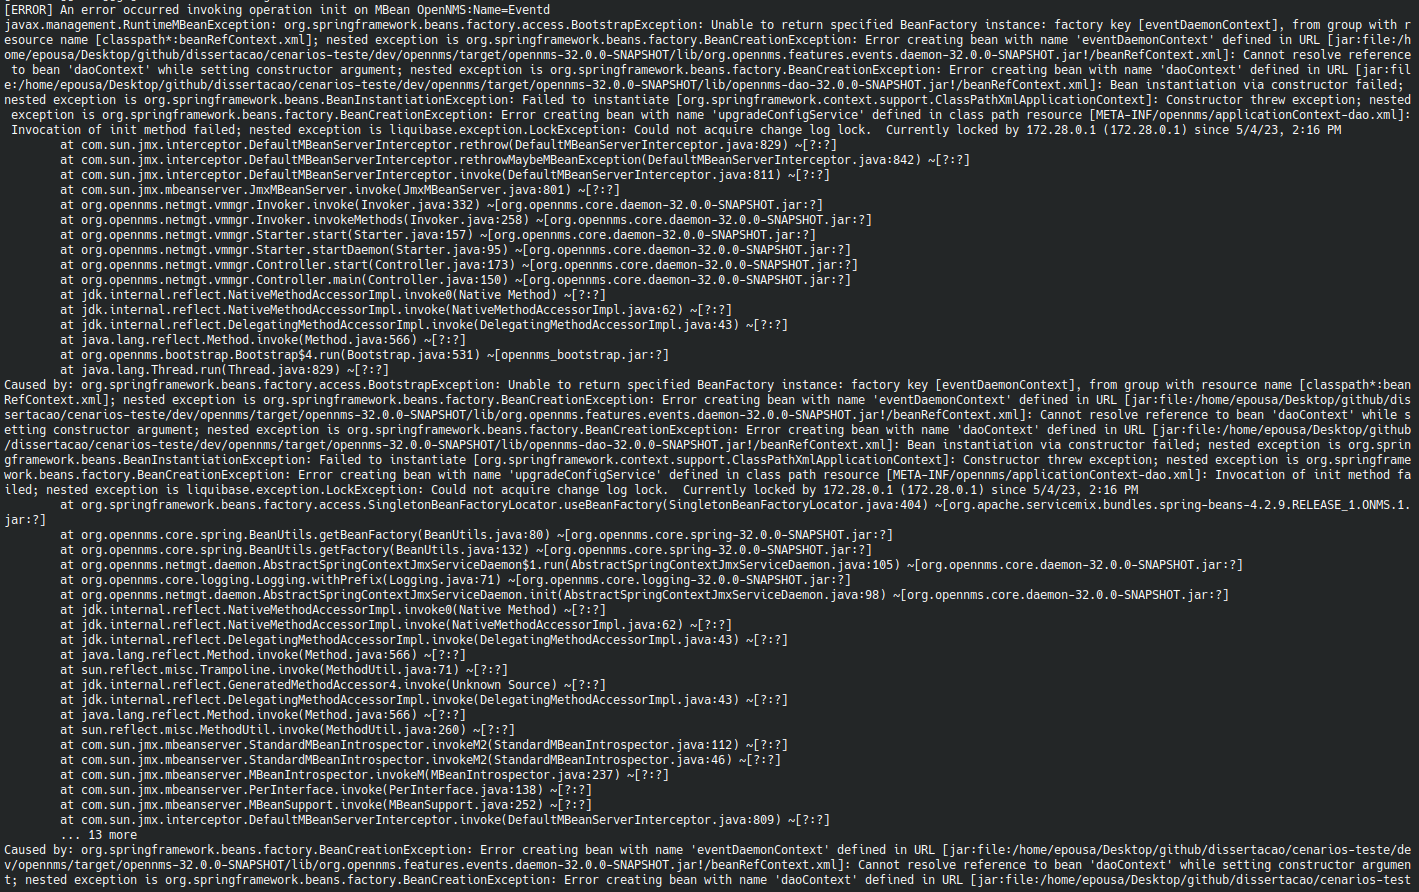 [ERROR] An error occurred invoking operation init on MBean OpenNMS:Name=Eventd
javax.management.RuntimeMBeanException: org.springframework.beans.factory.access.BootstrapException: Unable to return specified BeanFactory instance: factory key [eventDaemonContext], from group with r
esource name [classpath*:beanRefContext.xml]; nested exception is org.springframework.beans.factory.BeanCreationException: Error creating bean with name 'eventDaemonContext' defined in URL [jar:file:/h
ome/epousa/Desktop/github/dissertacao/cenarios-teste/dev/opennms/target/opennms-32.0.0-SNAPSHOT/lib/org.opennms.features.events.daemon-32.0.0-SNAPSHOT.jar!/beanRefContext.xml]: Cannot resolve reference
 to bean 'daoContext' while setting constructor argument; nested exception is org.springframework.beans.factory.BeanCreationException: Error creating bean with name 'daoContext' defined in URL [jar:fil
e:/home/epousa/Desktop/github/dissertacao/cenarios-teste/dev/opennms/target/opennms-32.0.0-SNAPSHOT/lib/opennms-dao-32.0.0-SNAPSHOT.jar!/beanRefContext.xml]: Bean instantiation via constructor failed;
nested exception is org.springframework.beans.BeanInstantiationException: Failed to instantiate [org.springframework.context.support.ClassPathXmlApplicationContext]: Constructor threw exception; nested
 exception is org.springframework.beans.factory.BeanCreationException: Error creating bean with name 'upgradeConfigService' defined in class path resource [META-INF/opennms/applicationContext-dao.xml]:
 Invocation of init method failed; nested exception is liquibase.exception.LockException: Could not acquire change log lock.  Currently locked by 172.28.0.1 (172.28.0.1) since 5/4/23, 2:16 PM
at com.sun.jmx.interceptor.DefaultMBeanServerInterceptor.rethrow(DefaultMBeanServerInterceptor.java:829) ~[?:?]
at com.sun.jmx.interceptor.DefaultMBeanServerInterceptor.rethrowMaybeMBeanException(DefaultMBeanServerInterceptor.java:842) ~[?:?]
at com.sun.jmx.interceptor.DefaultMBeanServerInterceptor.invoke(DefaultMBeanServerInterceptor.java:811) ~[?:?]
at com.sun.jmx.mbeanserver.JmxMBeanServer.invoke(JmxMBeanServer.java:801) ~[?:?]
at org.opennms.netmgt.vmmgr.Invoker.invoke(Invoker.java:332) ~[org.opennms.core.daemon-32.0.0-SNAPSHOT.jar:?]
at org.opennms.netmgt.vmmgr.Invoker.invokeMethods(Invoker.java:258) ~[org.opennms.core.daemon-32.0.0-SNAPSHOT.jar:?]
at org.opennms.netmgt.vmmgr.Starter.start(Starter.java:157) ~[org.opennms.core.daemon-32.0.0-SNAPSHOT.jar:?]
at org.opennms.netmgt.vmmgr.Starter.startDaemon(Starter.java:95) ~[org.opennms.core.daemon-32.0.0-SNAPSHOT.jar:?]
at org.opennms.netmgt.vmmgr.Controller.start(Controller.java:173) ~[org.opennms.core.daemon-32.0.0-SNAPSHOT.jar:?]
at org.opennms.netmgt.vmmgr.Controller.main(Controller.java:150) ~[org.opennms.core.daemon-32.0.0-SNAPSHOT.jar:?]
at jdk.internal.reflect.NativeMethodAccessorImpl.invoke0(Native Method) ~[?:?]
at jdk.internal.reflect.NativeMethodAccessorImpl.invoke(NativeMethodAccessorImpl.java:62) ~[?:?]
at jdk.internal.reflect.DelegatingMethodAccessorImpl.invoke(DelegatingMethodAccessorImpl.java:43) ~[?:?]
at java.lang.reflect.Method.invoke(Method.java:566) ~[?:?]
at org.opennms.bootstrap.Bootstrap$4.run(Bootstrap.java:531) ~[opennms_bootstrap.jar:?]
at java.lang.Thread.run(Thread.java:829) ~[?:?]
Caused by: org.springframework.beans.factory.access.BootstrapException: Unable to return specified BeanFactory instance: factory key [eventDaemonContext], from group with resource name [classpath*:bean
RefContext.xml]; nested exception is org.springframework.beans.factory.BeanCreationException: Error creating bean with name 'eventDaemonContext' defined in URL [jar:file:/home/epousa/Desktop/github/dis
sertacao/cenarios-teste/dev/opennms/target/opennms-32.0.0-SNAPSHOT/lib/org.opennms.features.events.daemon-32.0.0-SNAPSHOT.jar!/beanRefContext.xml]: Cannot resolve reference to bean 'daoContext' while s
etting constructor argument; nested exception is org.springframework.beans.factory.BeanCreationException: Error creating bean with name 'daoContext' defined in URL [jar:file:/home/epousa/Desktop/github
/dissertacao/cenarios-teste/dev/opennms/target/opennms-32.0.0-SNAPSHOT/lib/opennms-dao-32.0.0-SNAPSHOT.jar!/beanRefContext.xml]: Bean instantiation via constructor failed; nested exception is org.sprin
gframework.beans.BeanInstantiationException: Failed to instantiate [org.springframework.context.support.ClassPathXmlApplicationContext]: Constructor threw exception; nested exception is org.springframe
work.beans.factory.BeanCreationException: Error creating bean with name 'upgradeConfigService' defined in class path resource [META-INF/opennms/applicationContext-dao.xml]: Invocation of init method fa
iled; nested exception is liquibase.exception.LockException: Could not acquire change log lock.  Currently locked by 172.28.0.1 (172.28.0.1) since 5/4/23, 2:16 PM
at org.springframework.beans.factory.access.SingletonBeanFactoryLocator.useBeanFactory(SingletonBeanFactoryLocator.java:404) ~[org.apache.servicemix.bundles.spring-beans-4.2.9.RELEASE_1.ONMS.1.
jar:?]
at org.opennms.core.spring.BeanUtils.getBeanFactory(BeanUtils.java:80) ~[org.opennms.core.spring-32.0.0-SNAPSHOT.jar:?]
at org.opennms.core.spring.BeanUtils.getFactory(BeanUtils.java:132) ~[org.opennms.core.spring-32.0.0-SNAPSHOT.jar:?]
at org.opennms.netmgt.daemon.AbstractSpringContextJmxServiceDaemon$1.run(AbstractSpringContextJmxServiceDaemon.java:105) ~[org.opennms.core.daemon-32.0.0-SNAPSHOT.jar:?]
at org.opennms.core.logging.Logging.withPrefix(Logging.java:71) ~[org.opennms.core.logging-32.0.0-SNAPSHOT.jar:?]
at org.opennms.netmgt.daemon.AbstractSpringContextJmxServiceDaemon.init(AbstractSpringContextJmxServiceDaemon.java:98) ~[org.opennms.core.daemon-32.0.0-SNAPSHOT.jar:?]
at jdk.internal.reflect.NativeMethodAccessorImpl.invoke0(Native Method) ~[?:?]
at jdk.internal.reflect.NativeMethodAccessorImpl.invoke(NativeMethodAccessorImpl.java:62) ~[?:?]
at jdk.internal.reflect.DelegatingMethodAccessorImpl.invoke(DelegatingMethodAccessorImpl.java:43) ~[?:?]
at java.lang.reflect.Method.invoke(Method.java:566) ~[?:?]
at sun.reflect.misc.Trampoline.invoke(MethodUtil.java:71) ~[?:?]
at jdk.internal.reflect.GeneratedMethodAccessor4.invoke(Unknown Source) ~[?:?]
at jdk.internal.reflect.DelegatingMethodAccessorImpl.invoke(DelegatingMethodAccessorImpl.java:43) ~[?:?]
at java.lang.reflect.Method.invoke(Method.java:566) ~[?:?]
at sun.reflect.misc.MethodUtil.invoke(MethodUtil.java:260) ~[?:?]
at com.sun.jmx.mbeanserver.StandardMBeanIntrospector.invokeM2(StandardMBeanIntrospector.java:112) ~[?:?]
at com.sun.jmx.mbeanserver.StandardMBeanIntrospector.invokeM2(StandardMBeanIntrospector.java:46) ~[?:?]
at com.sun.jmx.mbeanserver.MBeanIntrospector.invokeM(MBeanIntrospector.java:237) ~[?:?]
at com.sun.jmx.mbeanserver.PerInterface.invoke(PerInterface.java:138) ~[?:?]
at com.sun.jmx.mbeanserver.MBeanSupport.invoke(MBeanSupport.java:252) ~[?:?]
at com.sun.jmx.interceptor.DefaultMBeanServerInterceptor.invoke(DefaultMBeanServerInterceptor.java:809) ~[?:?]
... 13 more
Caused by: org.springframework.beans.factory.BeanCreationException: Error creating bean with name 'eventDaemonContext' defined in URL [jar:file:/home/epousa/Desktop/github/dissertacao/cenarios-teste/de
v/opennms/target/opennms-32.0.0-SNAPSHOT/lib/org.opennms.features.events.daemon-32.0.0-SNAPSHOT.jar!/beanRefContext.xml]: Cannot resolve reference to bean 'daoContext' while setting constructor argumen
t; nested exception is org.springframework.beans.factory.BeanCreationException: Error creating bean with name 'daoContext' defined in URL [jar:file:/home/epousa/Desktop/github/dissertacao/cenarios-test